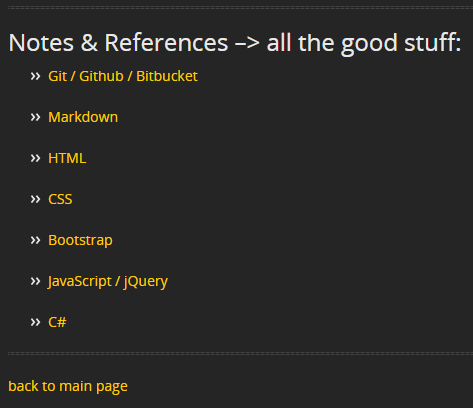 Notes & References –> all the good stuff:
›› Git / Github / Bitbucket
›› Markdown
›› HTML
›› CSS
›› Bootstrap
›› JavaScript / jQuery
›› C#
back to main page